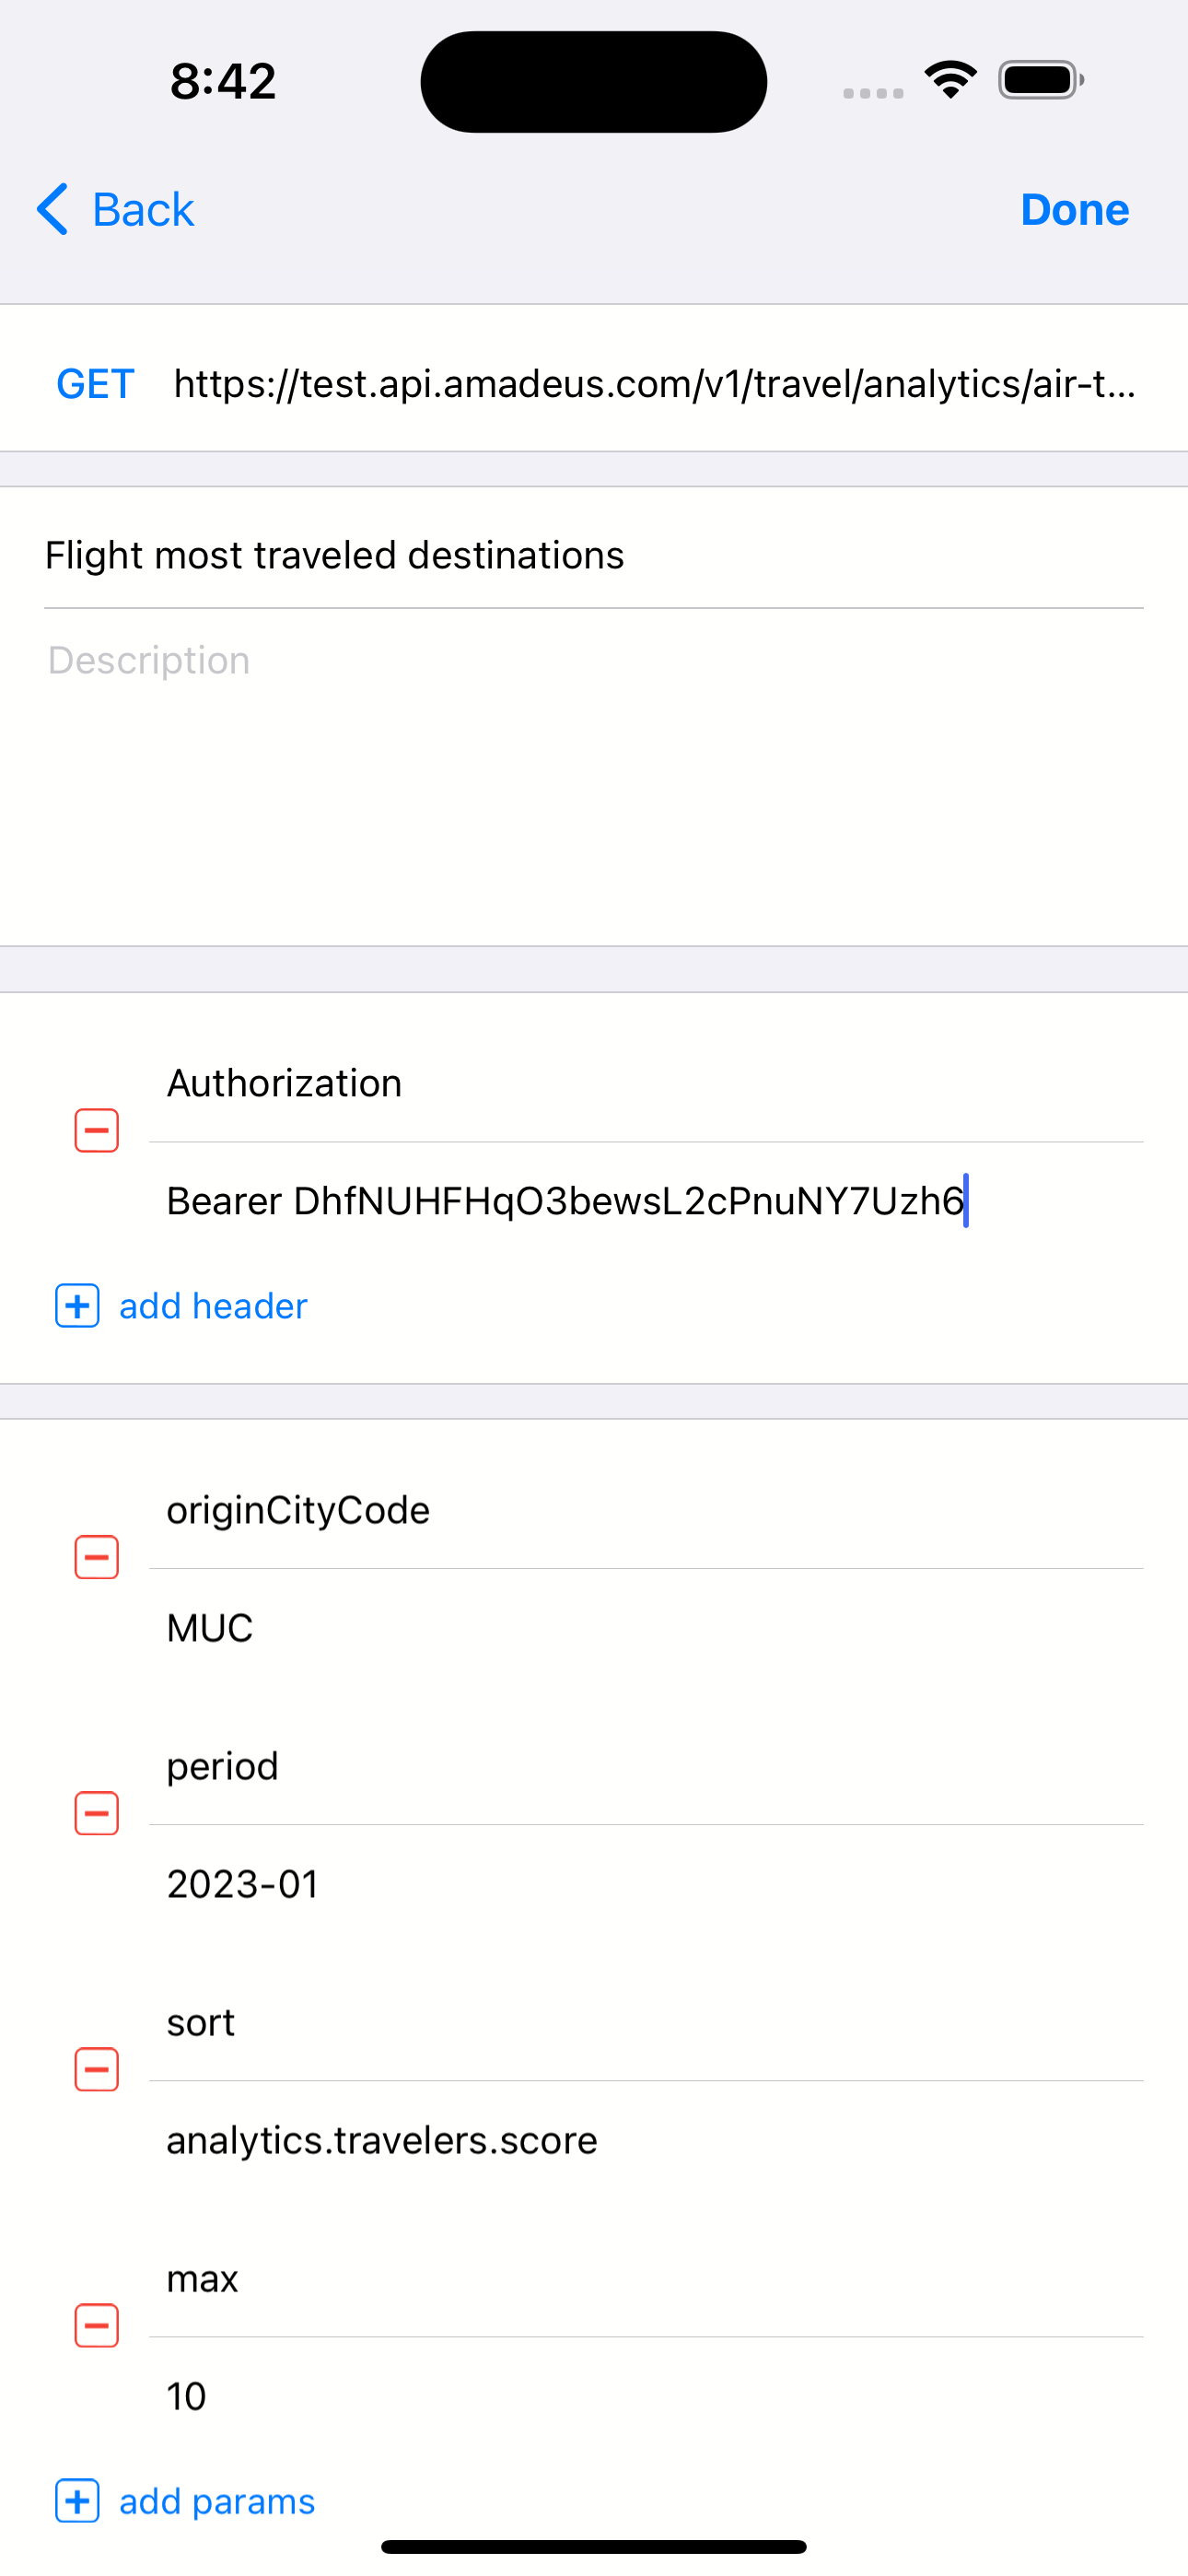 8:42
Back
Done
GET https://test.api.amadeus.com/v1/travel/analytics/air-t...
Flight most traveled destinations
Description
Authorization
Bearer DhfNUHFHqO3bewsL2cPnuNY7Uzh6
add header
originCityCode
MUC
period
2023-01
sort
analytics.travelers.score
max
10
add params